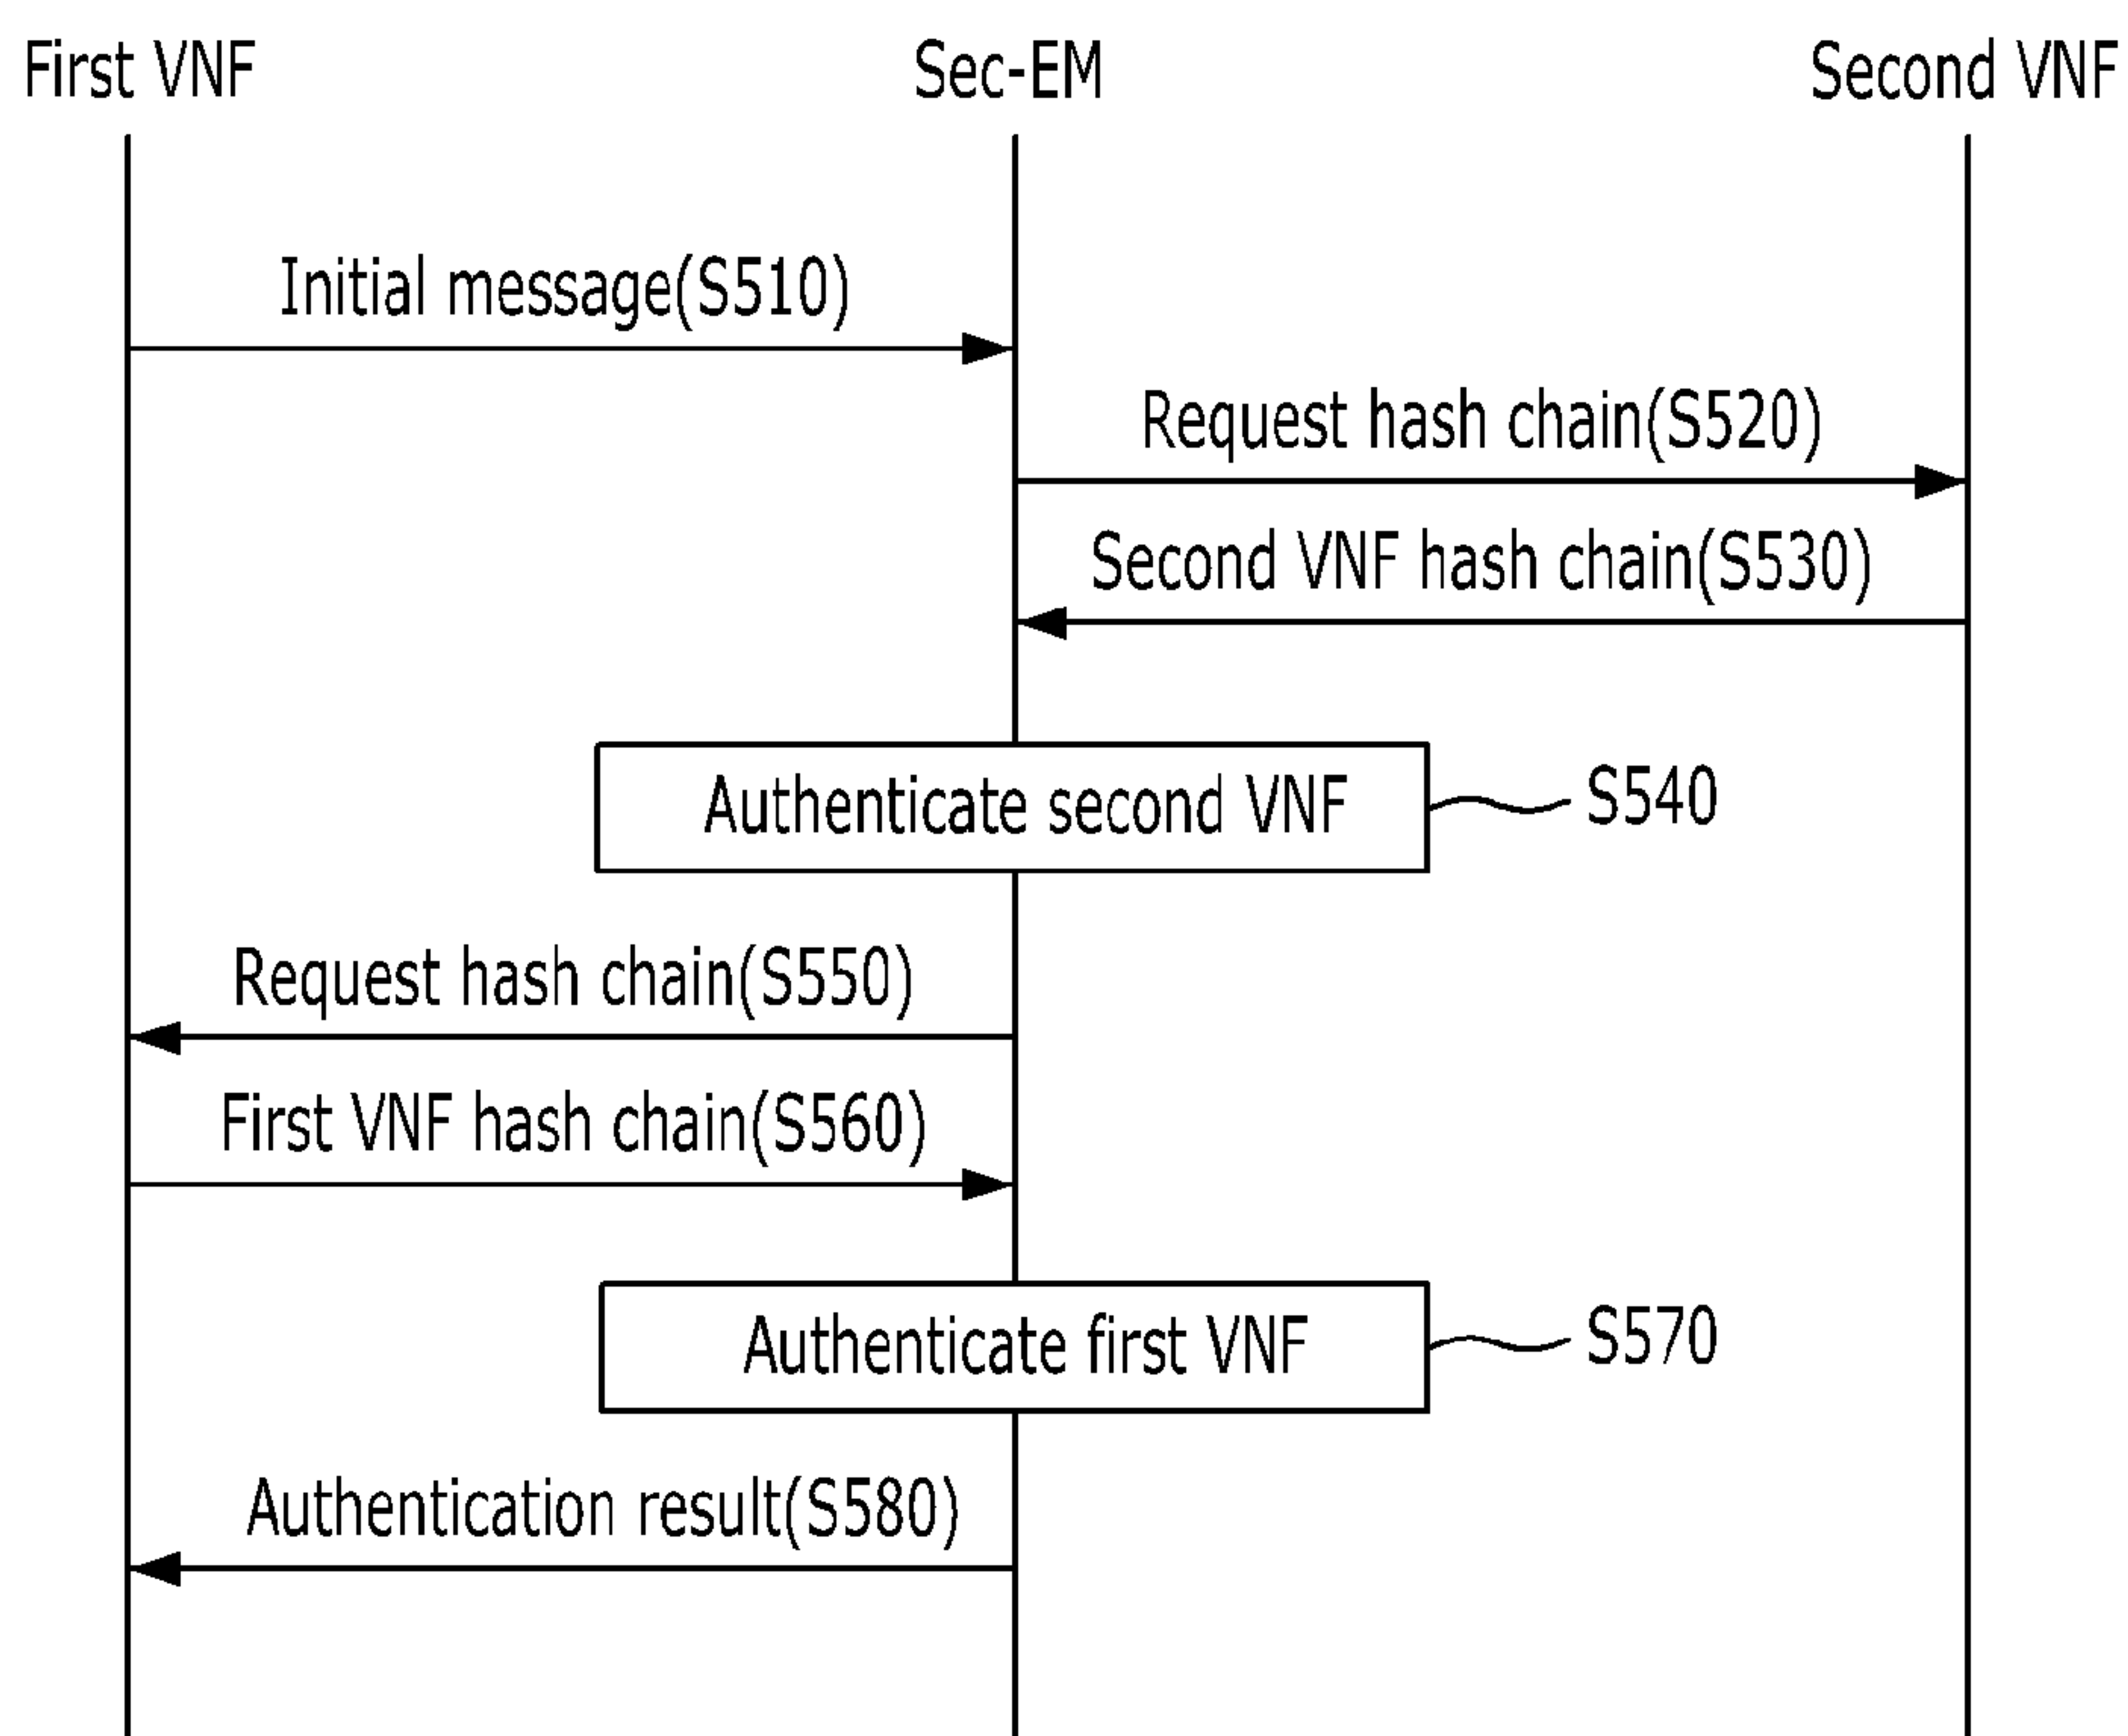 First VNF
Sec-EM
Second VNF
Initial message(S510)
Request hash chain(S520)
Second VNF hash chain(S530)
Authenticate second VNF
S540
Request hash chain(S550)
First VNF hash chain(S560)
Authenticate first VNF
S570
Authentication result(S580)